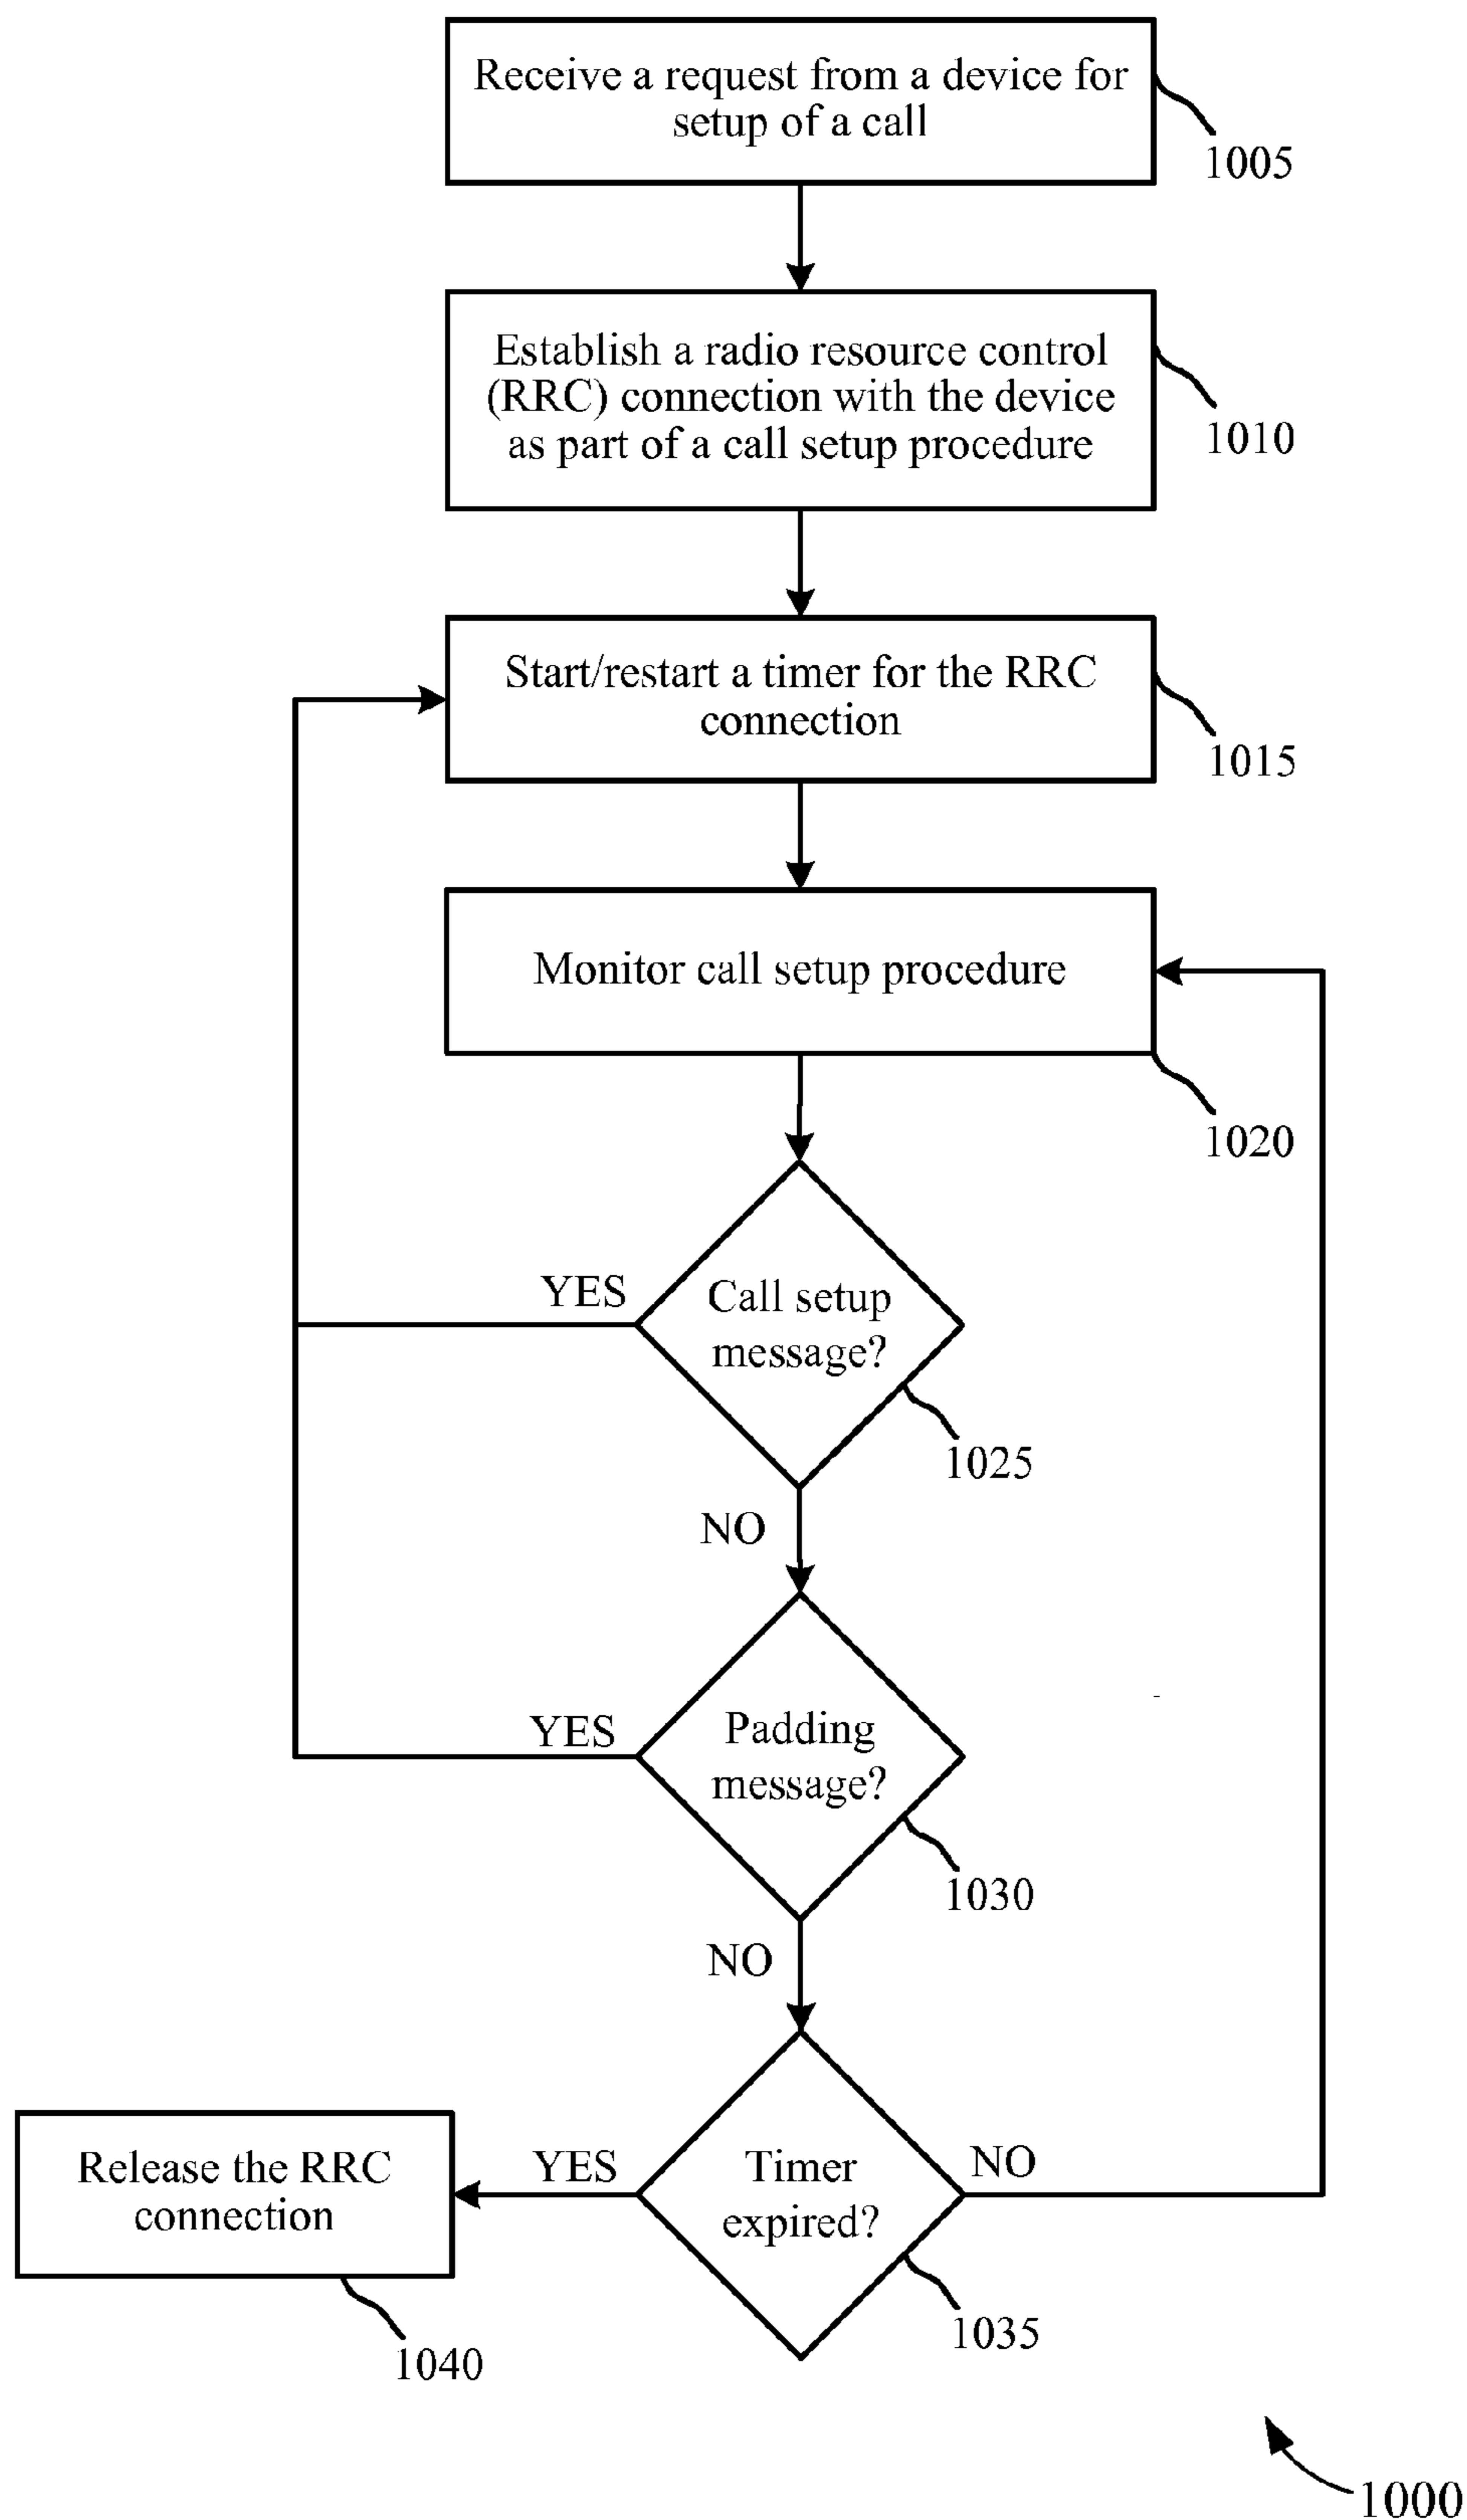 Receive a request from a device for
setup of a call
1005
Establish a radio resource control
(RRC) connection with the device
as part of a call setup procedure
1010
Start/restart a timer for the RRC
connection
1015
Monitor call setup procedure
1020
YES
Call setup
message?
1025
NO
YES
Padding
message?
1030
NO
Release the RRC
connection
YES
Timer
expired?
NO
1035
1040
1000